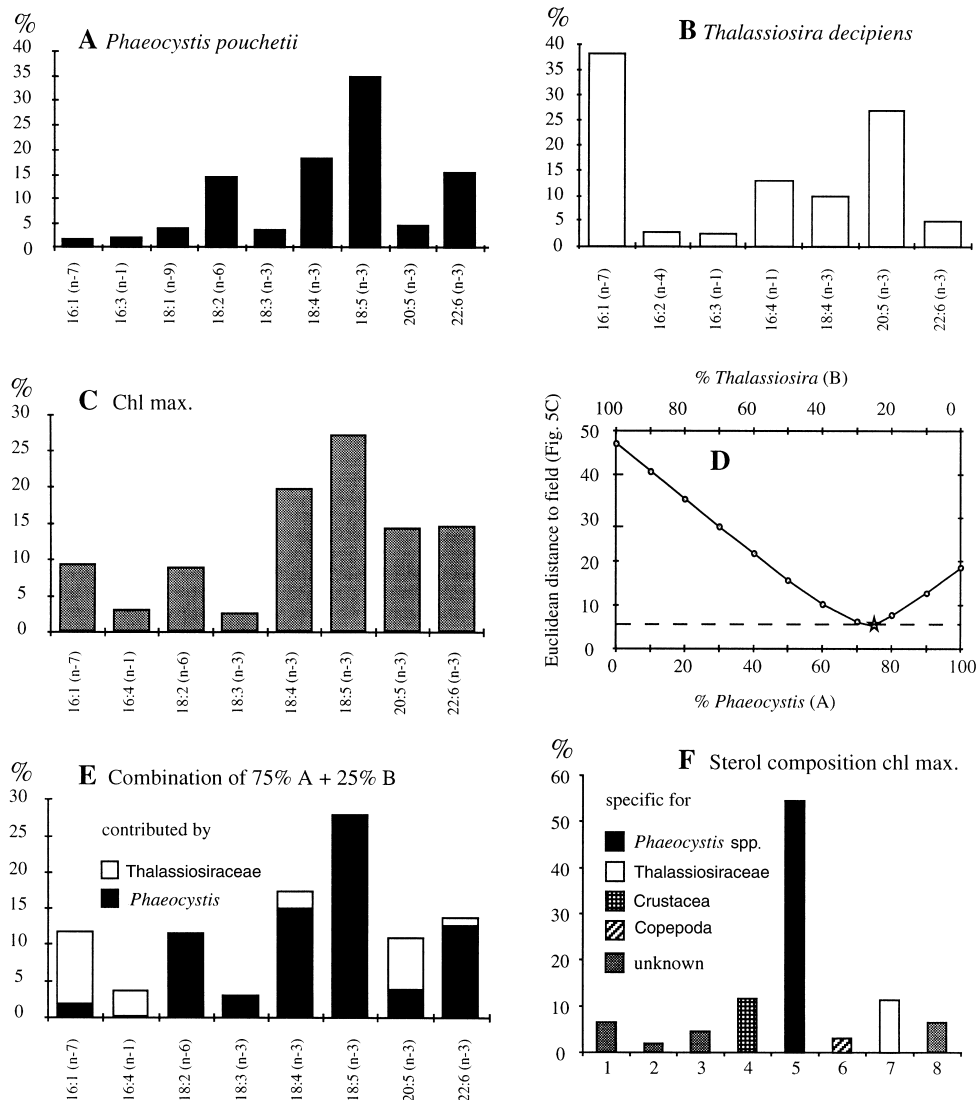 %
A Phaeocystis pouchetii
40
35
30
25
20
15
10
5
0
16:1 (n-7)
16:3 (n-1)
18:1 (n-9)
18:2 (n-6)
18:3 (n-3)
18:4 (n-3)
18:5 (n-3)
20:5 (n-3)
22:6 (n-3)
%
B Thalassiosira decipiens
40
35
30
25
20
15
10
5
0
16:1 (n-7)
16:2 (n-4)
16:3 (n-1)
16:4 (n-1)
18:4 (n-3)
20:5 (n-3)
22:6 (n-3)
%
C Chl max.
30
25
20
15
10
5
0
16:1 (n-7)
16:4 (n-1)
18:2 (n-6)
18:3 (n-3)
18:4 (n-3)
18:5 (n-3)
20:5 (n-3)
22:6 (n-3)
% Thalassiosira (B)
100 80 60 40 20 0
D
Euclidean distance to field (Fig. 5C)
50
40
30
20
10
0
0 20 40 60 80 100
% Phaeocystis (A)
%
E Combination of 75% A + 25% B
30
25
20
15
10
5
0
contributed by
Thalassiosiraceae
Phaeocystis
16:1 (n-7)
16:4 (n-1)
18:2 (n-6)
18:3 (n-3)
18:4 (n-3)
18:5 (n-3)
20:5 (n-3)
22:6 (n-3)
%
F Sterol composition chl max.
60
50
40
30
20
10
0
specific for
Phaeocystis spp.
Thalassiosiraceae
Crustacea
Copepoda
unknown
1 2 3 4 5 6 7 8